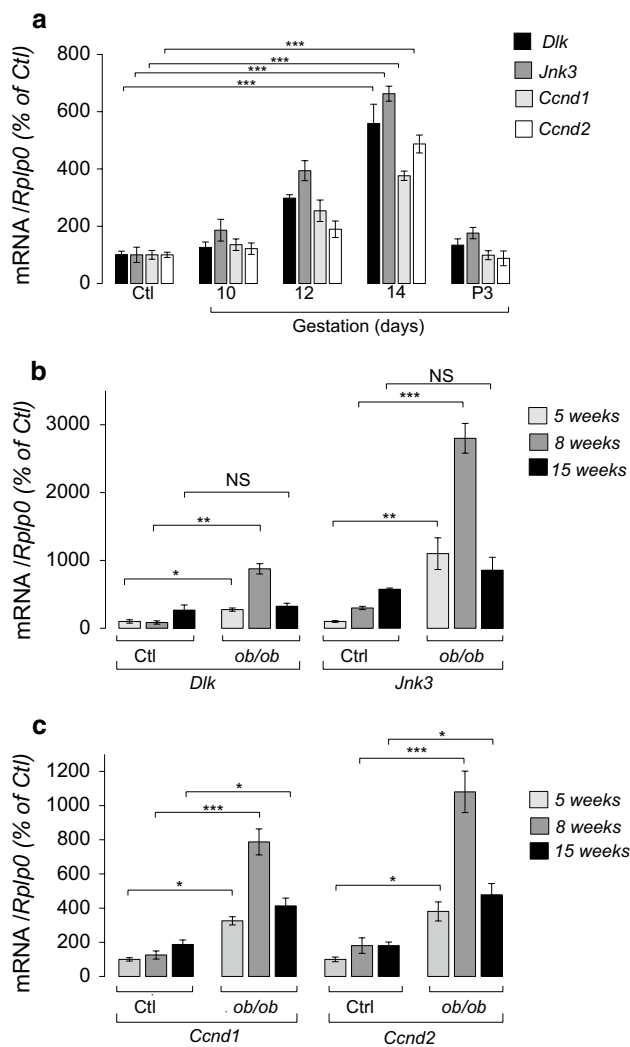 a
***
***
***
***
Dlk
Jnk3
Ccnd1
Ccnd2
mRNA /Rplp0 (% of Ctl)
800
600
400
200
0
Ctl
10
12
14
P3
Gestation (days)
b
NS
***
NS
**
**
*
5 weeks
8 weeks
15 weeks
mRNA /Rplp0 (% of Ctl)
3000
2000
1000
0
Ctl
ob/ob
Ctrl
ob/ob
Dlk
Jnk3
c
*
***
*
***
*
*
5 weeks
8 weeks
15 weeks
mRNA /Rplp0 (% of Ctl)
1200
1000
800
600
400
200
0
Ctl
. ob/ob
Ctrl
ob/ob
Ccnd1
Ccnd2